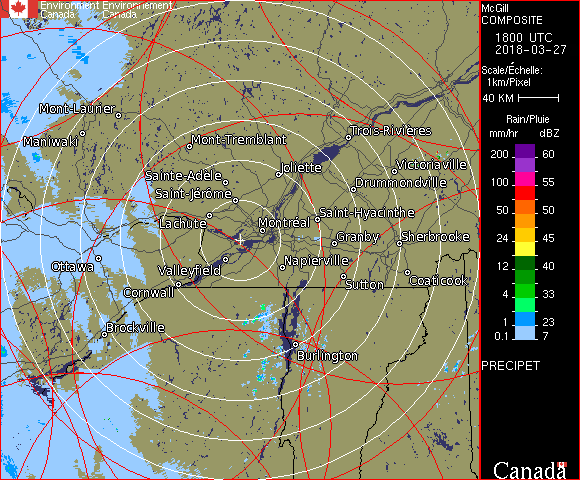 Environment Environnement
Canada Canada
McGill
COMPOSITE
1800 UTC
2018-03-27
Scale/Échelle:
1km/Pixel
40 KM
Rain/Pluie
mm/hr dBZ
200 60
150 55
100 55
50 50
24 45
12 40
4 33
1 23
0.1 7
PRECIPET
Canada
Mont-Laurier
Maniwaki
Mont-Tremblant
Trois-Rivières
Sainte-Adèle
Joliette
Victoriaville
Saint-Jérôme
Drummondville
Lachute
Montréal
Saint-Hyacinthe
Granby
Sherbrooke
Ottawa
Valleyfield
Napierville
Cornwall
Sutton
Coaticook
Brockville
Burlington